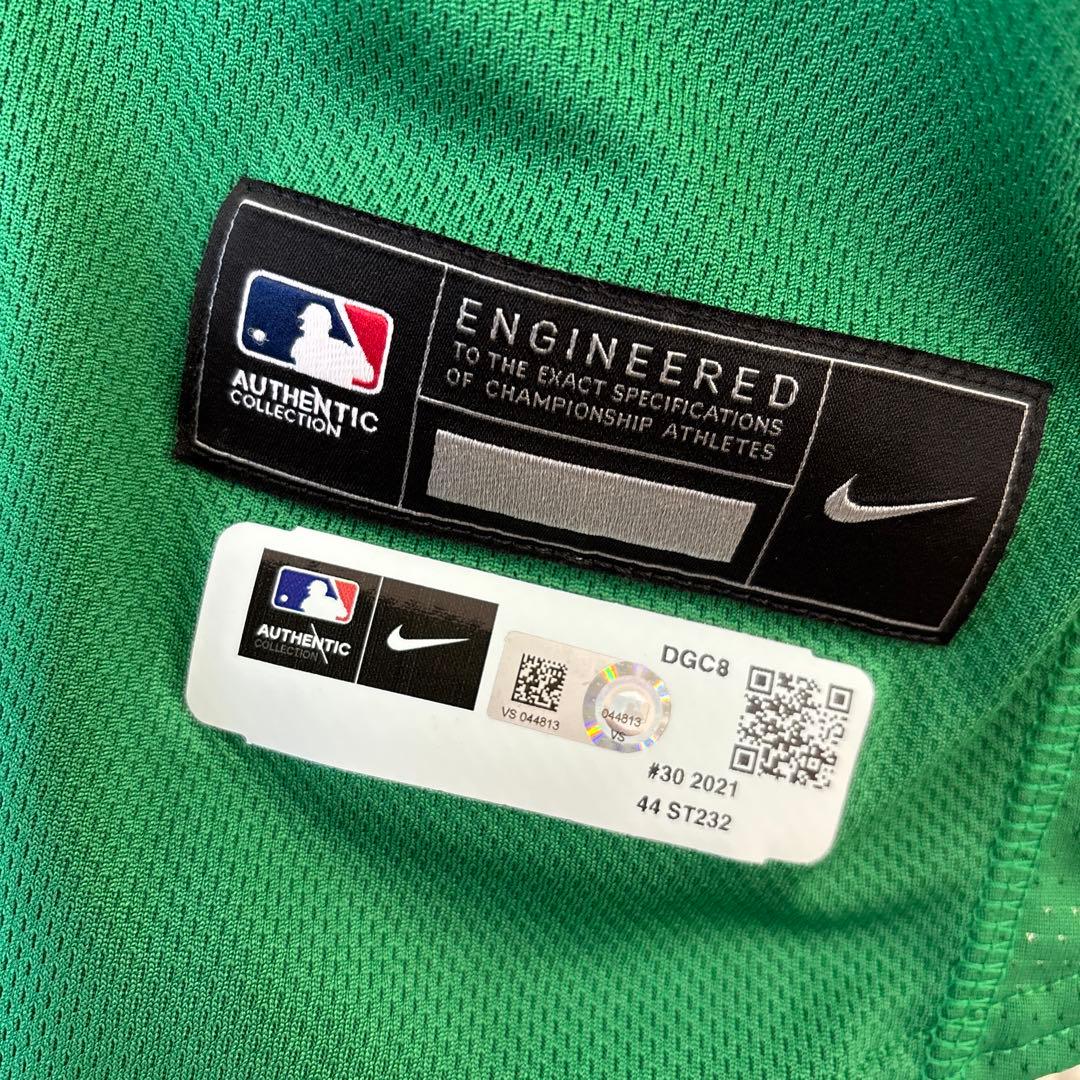 AUTHENTIC
COLLECTION
ENGINEERED
TO THE EXACT SPECIFICATIONS
OF CHAMPIONSHIP ATHLETES
AUTHENTIC
COLLECTION
VS 044813
044813
VS
DGC8
#30 2021
44 ST232